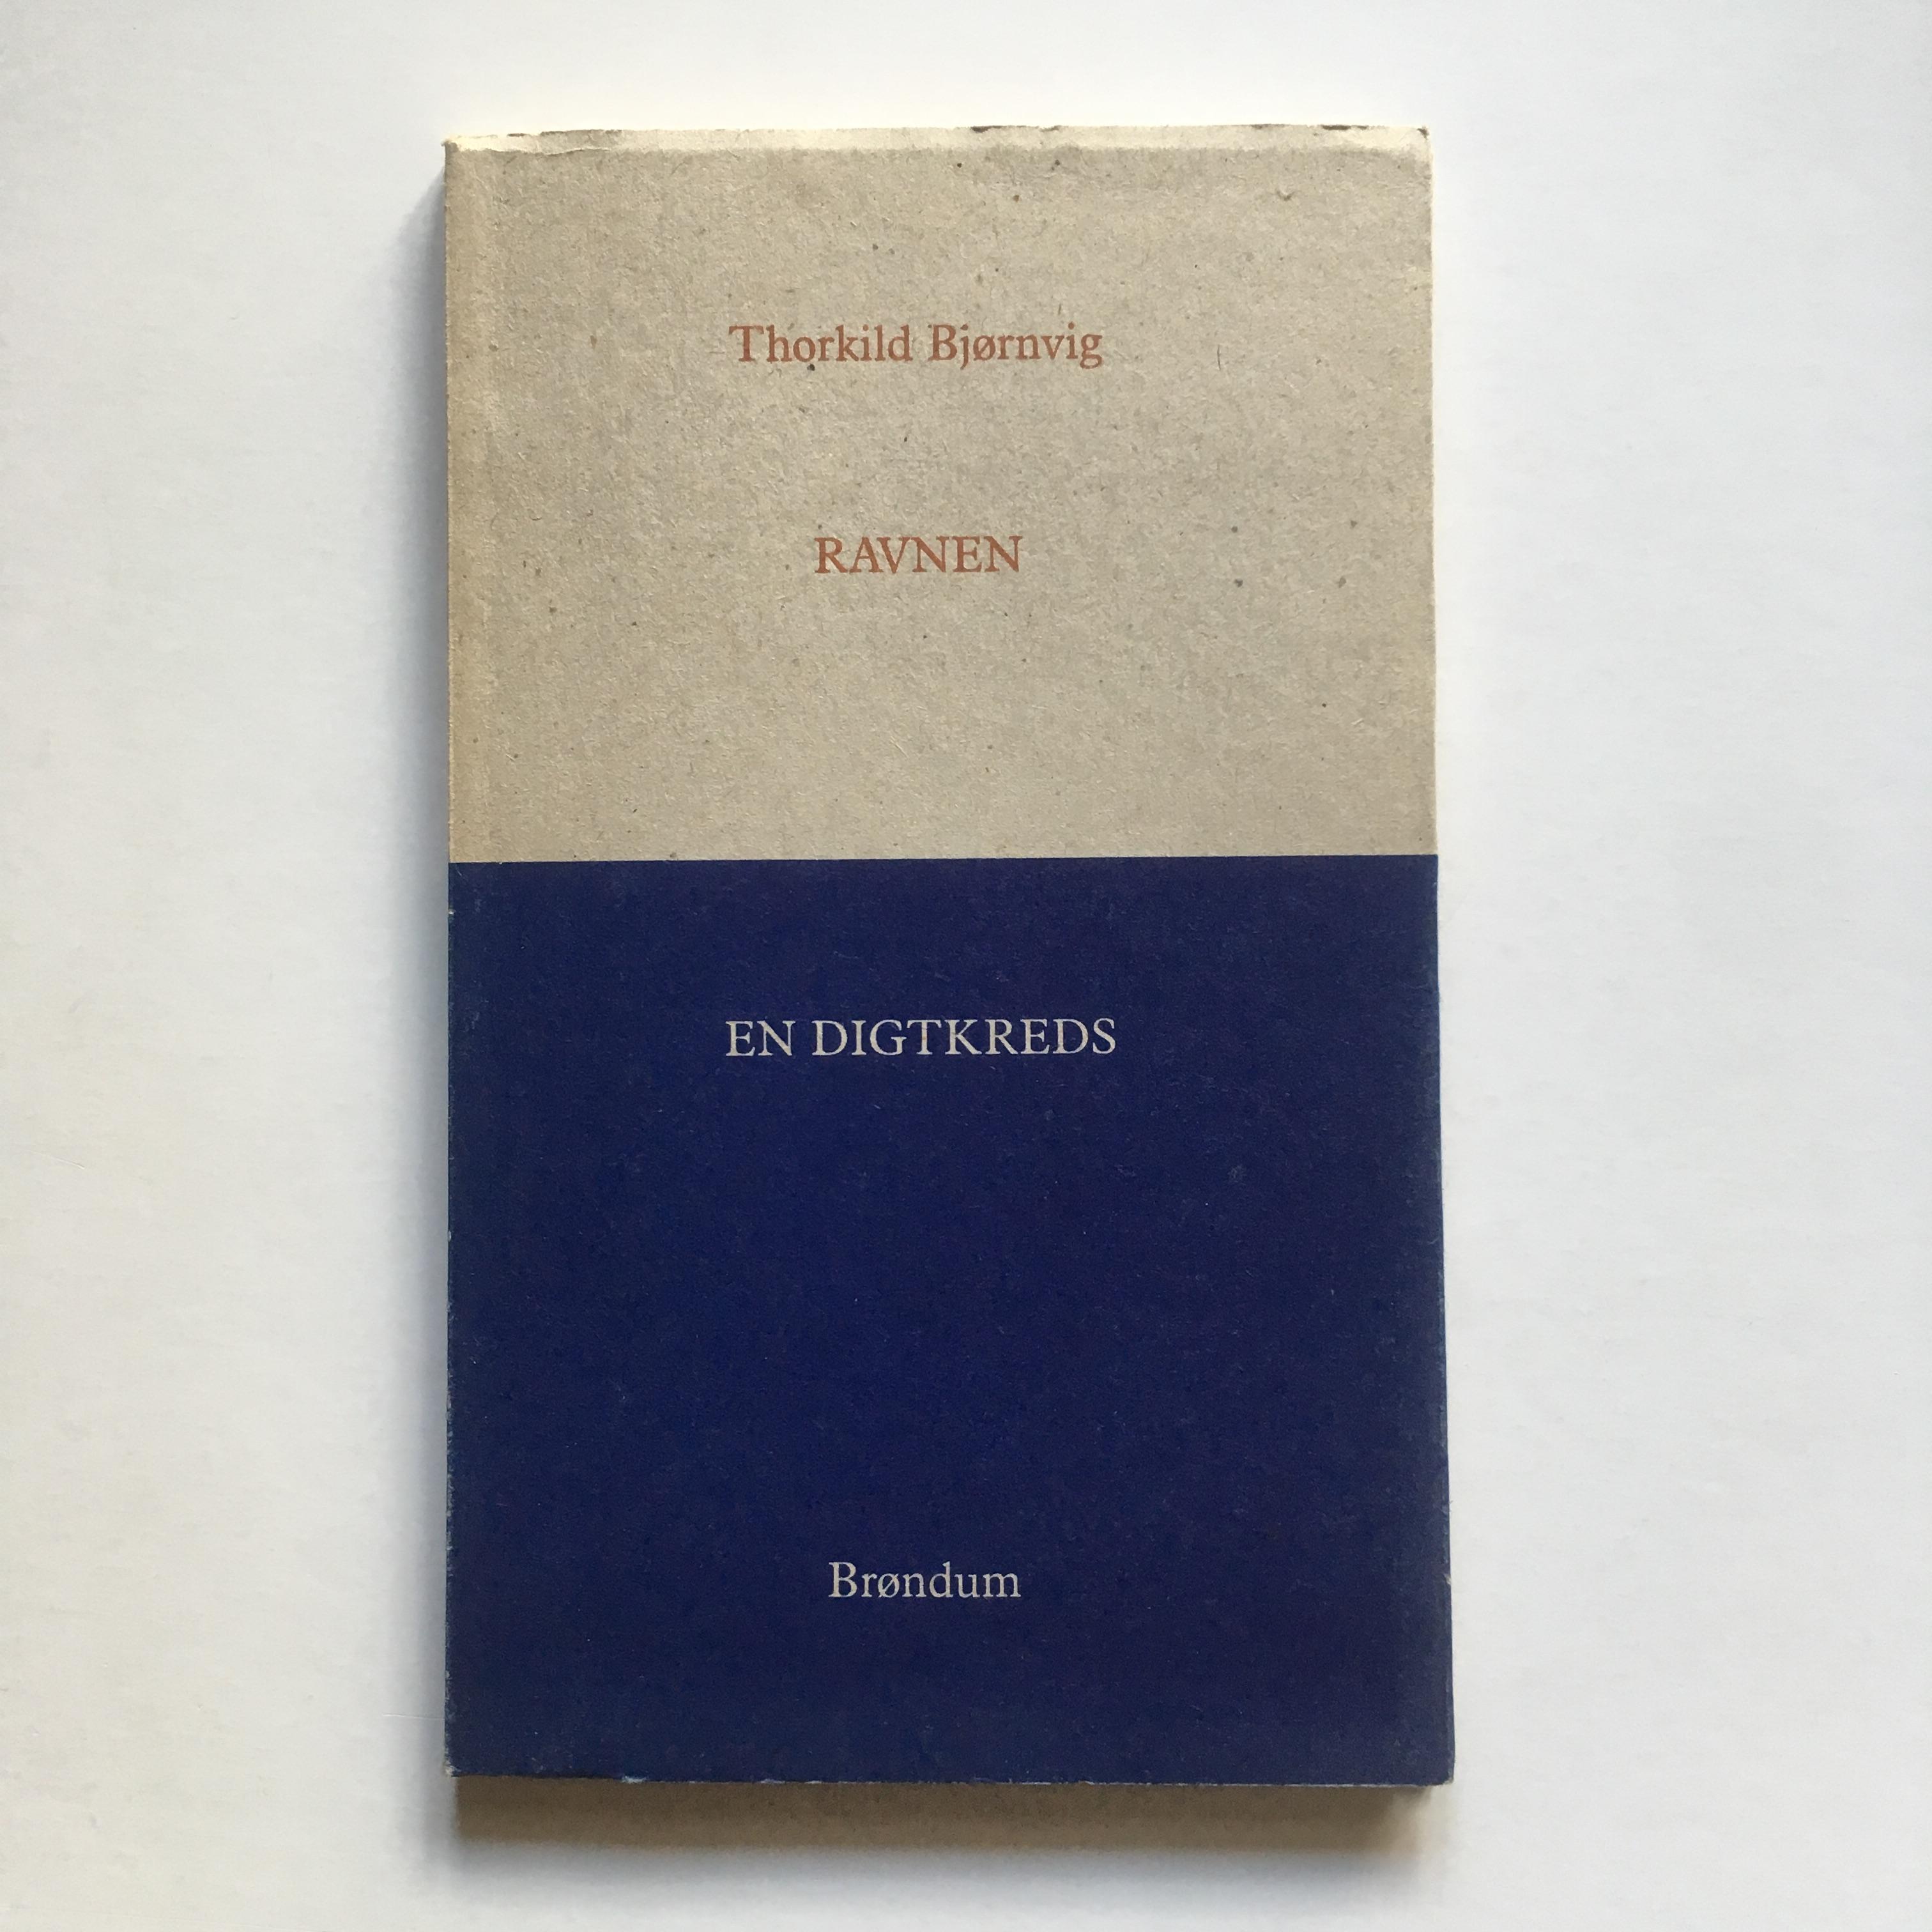 Thorkild Bjørnvig
RAVNEN
EN DIGTKREDS
Brøndum